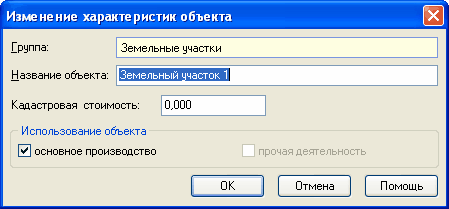 Изменение характеристик объекта
Группа: Земельные участки
Название объекта: Земельный участок 1
Кадастровая стоимость: 0,000
Использование объекта
основное производство прочая деятельность
OK Отмена Помощь